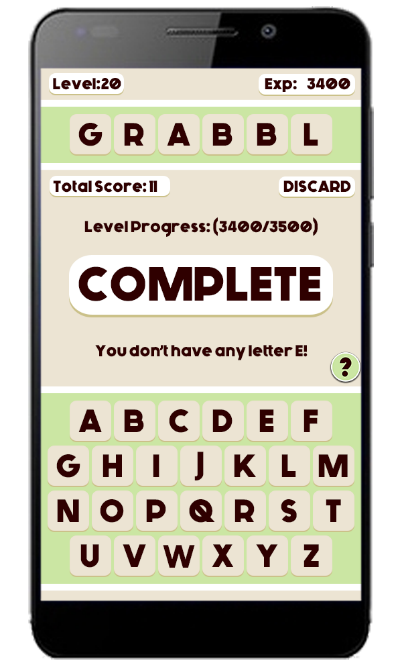 Level:20 Exp: 3400
G R A B B L
Total Score: 11 DISCARD
Level Progress: (3400/3500)
COMPLETE
You don't have any letter E!
?
A B C D E F
G H I J K L M
N O P Q R S T
U V W X Y Z